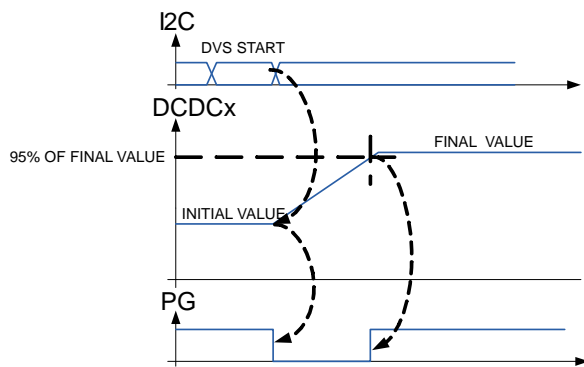 I2C
DVS START
DCDCx
95% OF FINAL VALUE
FINAL VALUE
INITIAL VALUE
PG